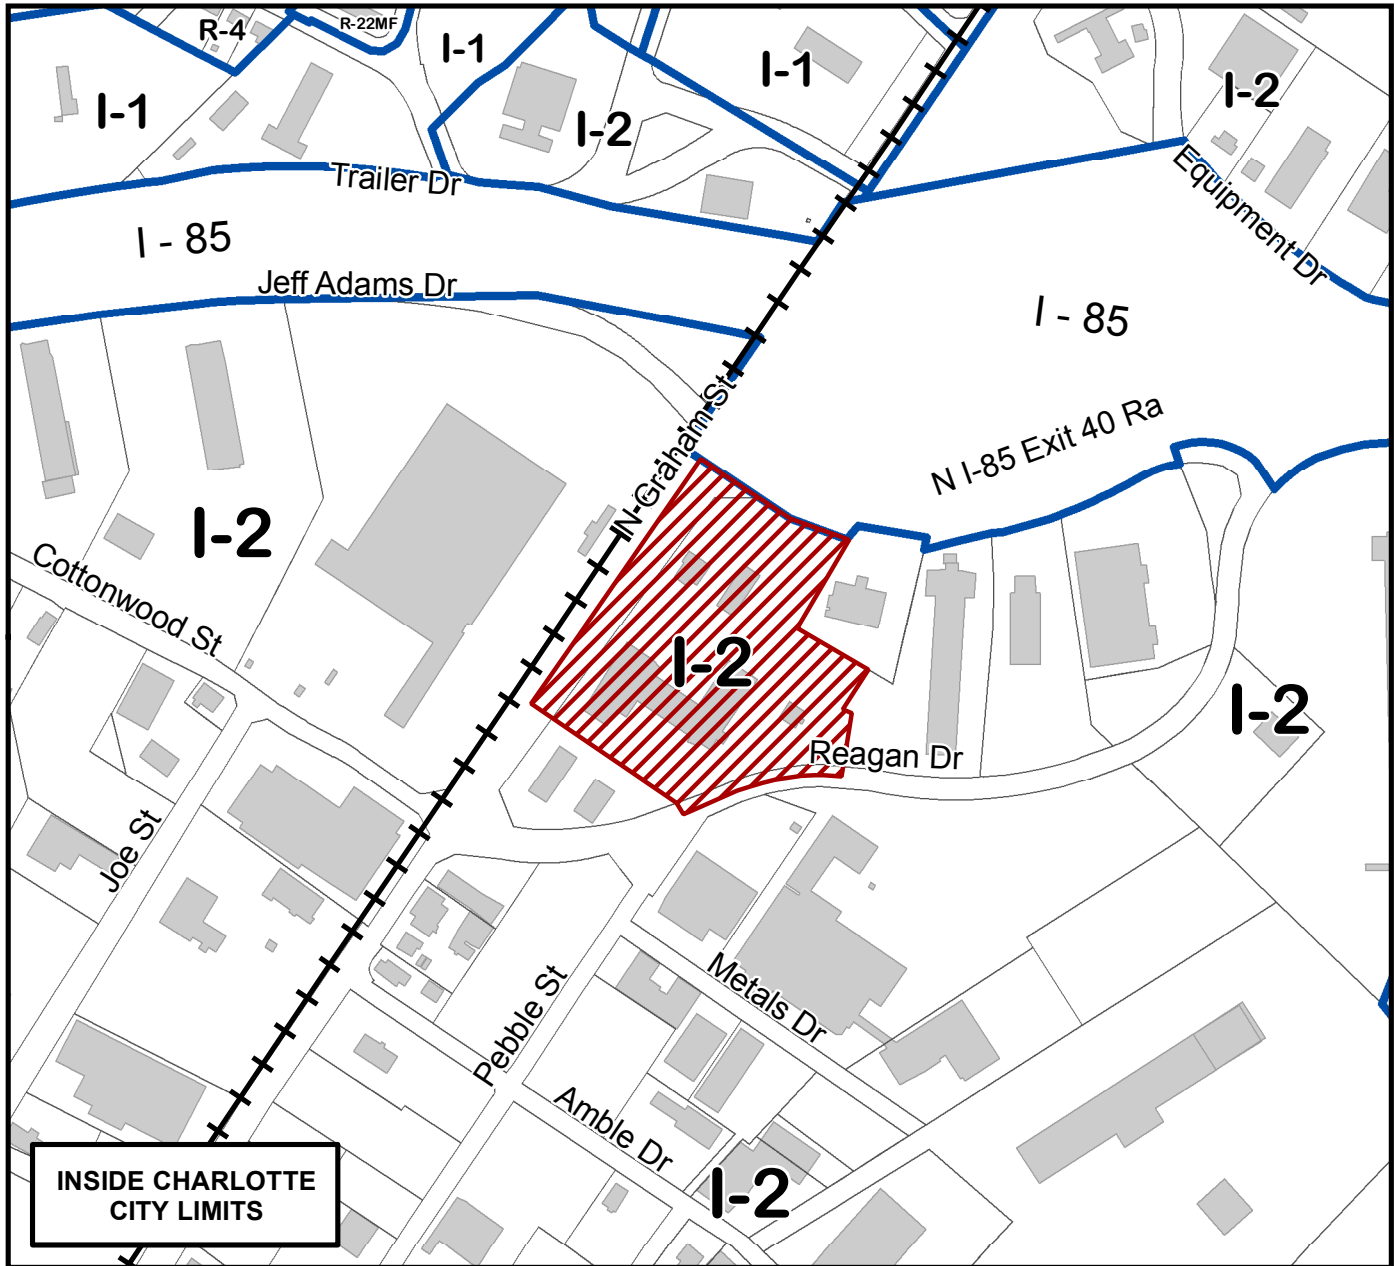 R-4
R-22MF
I-1
I-1
I-1
I-2
I-2
Trailer Dr
Equipment Dr
I - 85
Jeff Adams Dr
I - 85
N Graham St
N I-85 Exit 40 Ra
I-2
Cottonwood St
I-2
I-2
Reagan Dr
Joe St
Metals Dr
Pebble St
Amble Dr
I-2
INSIDE CHARLOTTE
CITY LIMITS